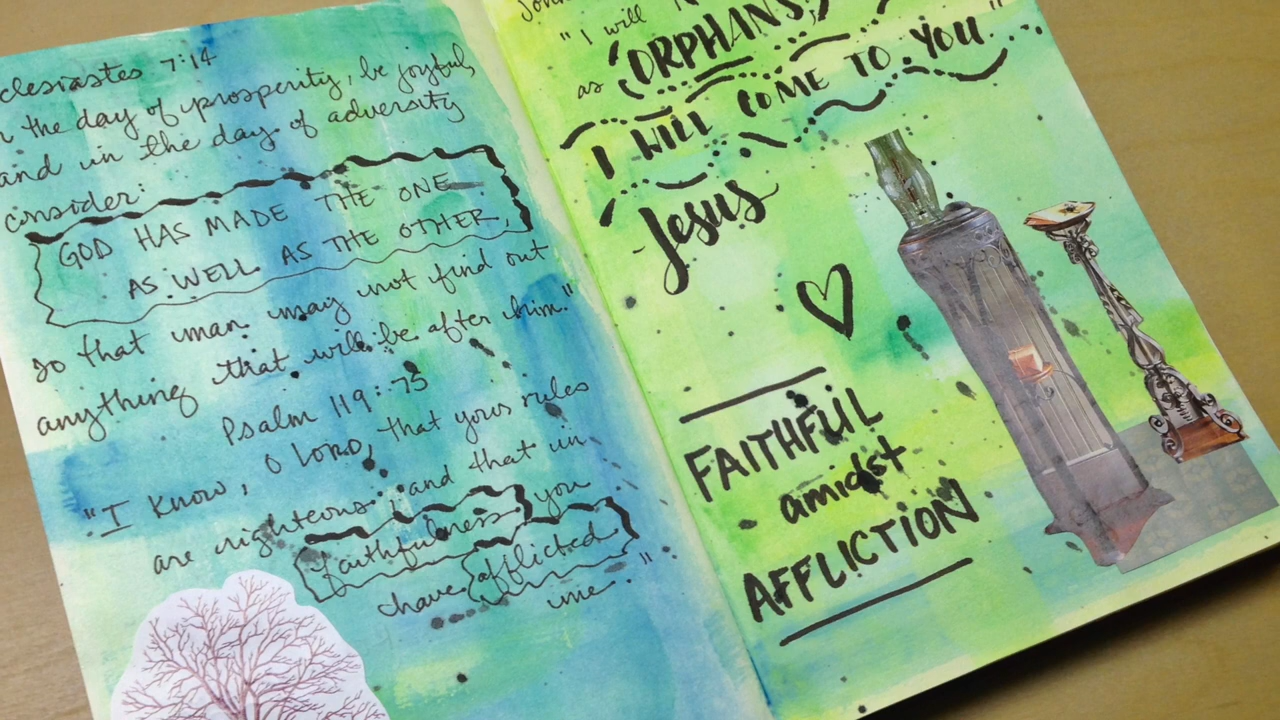 clesiastes 7:14
n the day of prosperity, be joyful,
and in the day of adversity
consider:
GOD HAS MADE THE ONE
AS WELL AS THE OTHER,
so that man may not find out
anything that will be after him."
Psalm 119:75
"I know, O LORD, that your rules
are righteous, and that in
faithfulness you
have afflicted
me."
John
"I will
as ORPHANS;
I WILL COME TO YOU."
Jesus
FAITHFUL
amidst
AFFLICTION